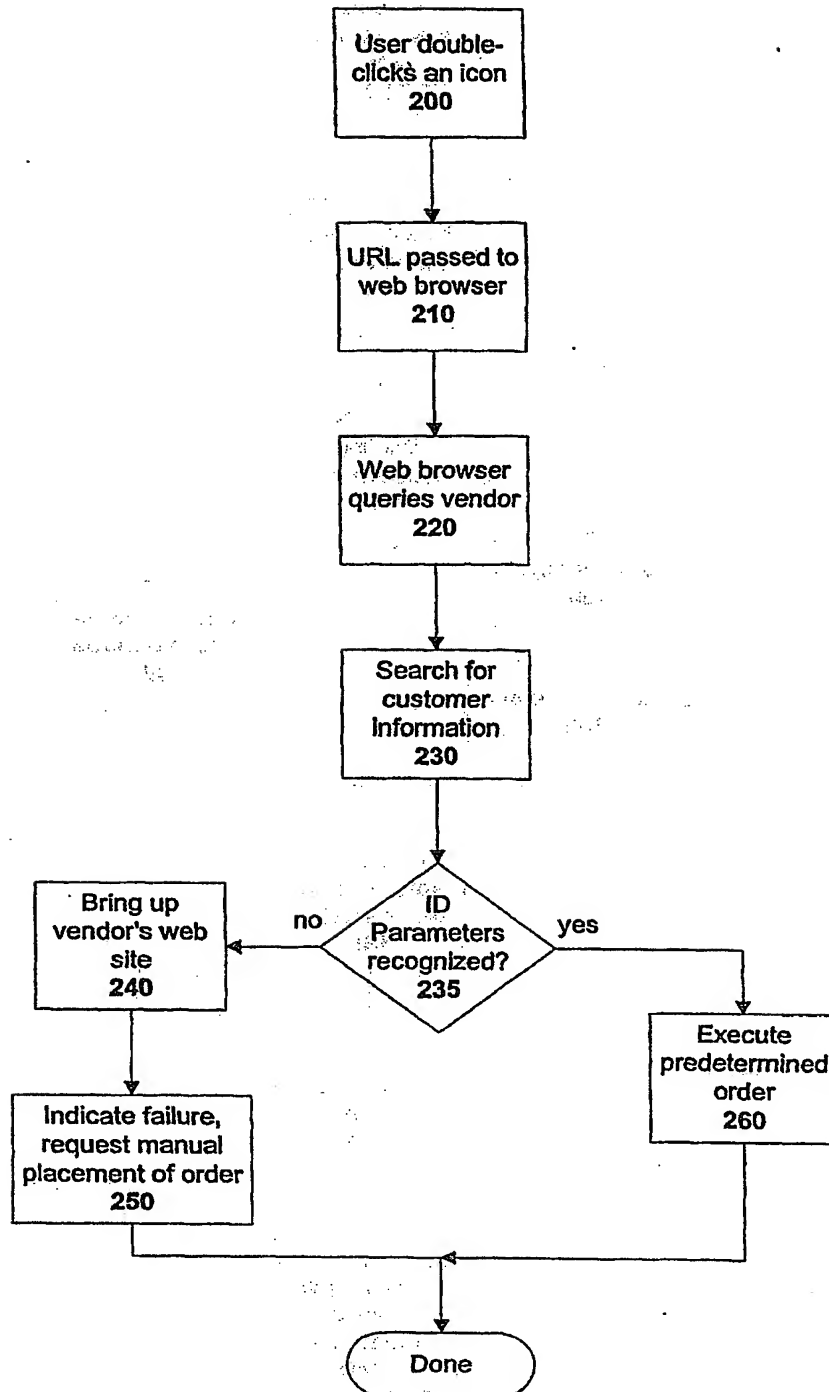 User double-
clicks an icon
200
URL passed to
web browser
210
Web browser
queries vendor
220
Search for
customer
information
230
ID
Parameters
recognized?
235
no
yes
Bring up
vendor's web
site
240
Execute
predetermined
order
260
Indicate failure,
request manual
placement of order
250
Done